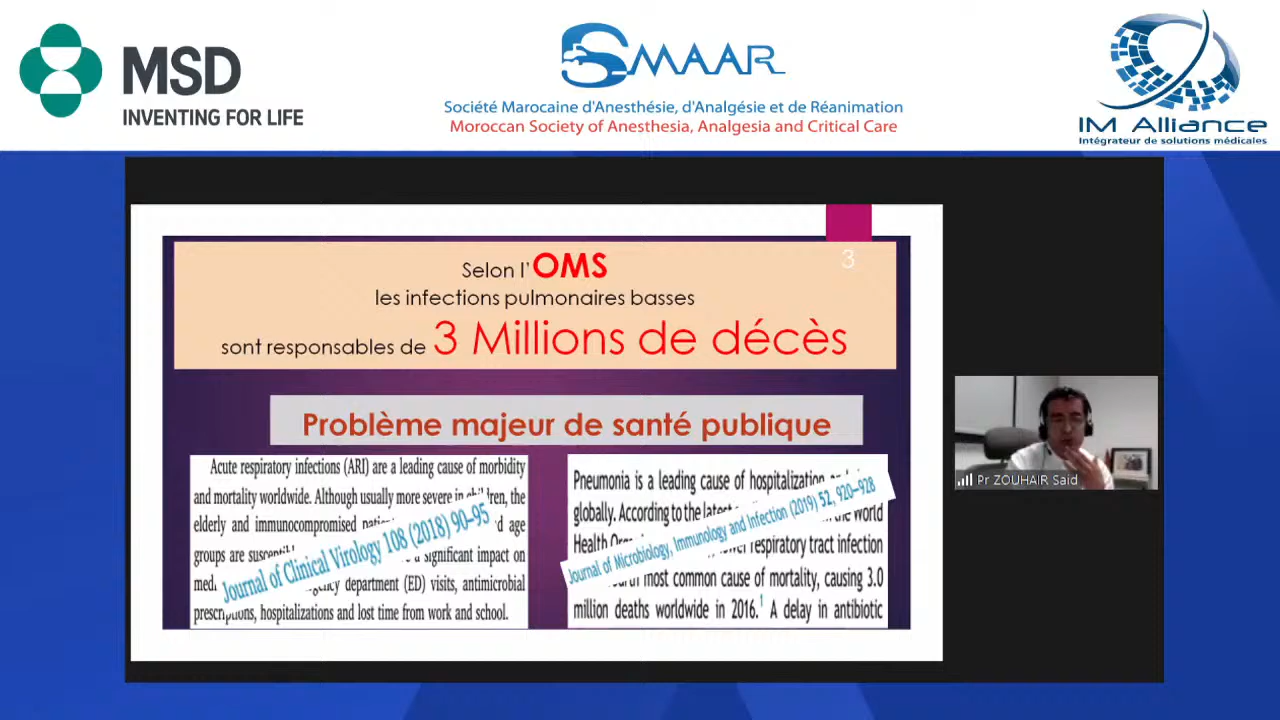 MSD
INVENTING FOR LIFE
SMAAR
Société Marocaine d'Anesthésie, d'Analgésie et de Réanimation
Moroccan Society of Anesthesia, Analgesia and Critical Care
IM Alliance
Intégrateur de solutions médicales
3
Selon l'OMS
les infections pulmonaires basses
sont responsables de 3 Millions de décès
Problème majeur de santé publique
Acute respiratory infections (ARI) are a leading cause of morbidity
and mortality worldwide. Although usually more severe in children, the
elderly and immunocompromised age
groups are significant impact on
department (ED) visits, antimicrobial
prescriptions, hospitalizations and lost time from work and school.
Journal of Clinical Virology 108 (2018) 90–95
Pneumonia is a leading cause of hospitalization
globally. According to the latest World
Health respiratory tract infection
most common cause of mortality, causing 3.0
million deaths worldwide in 2016.1 A delay in antibiotic
Journal of Microbiology, Immunology and Infection (2019) 52, 920–928
Pr ZOUHAIR Said